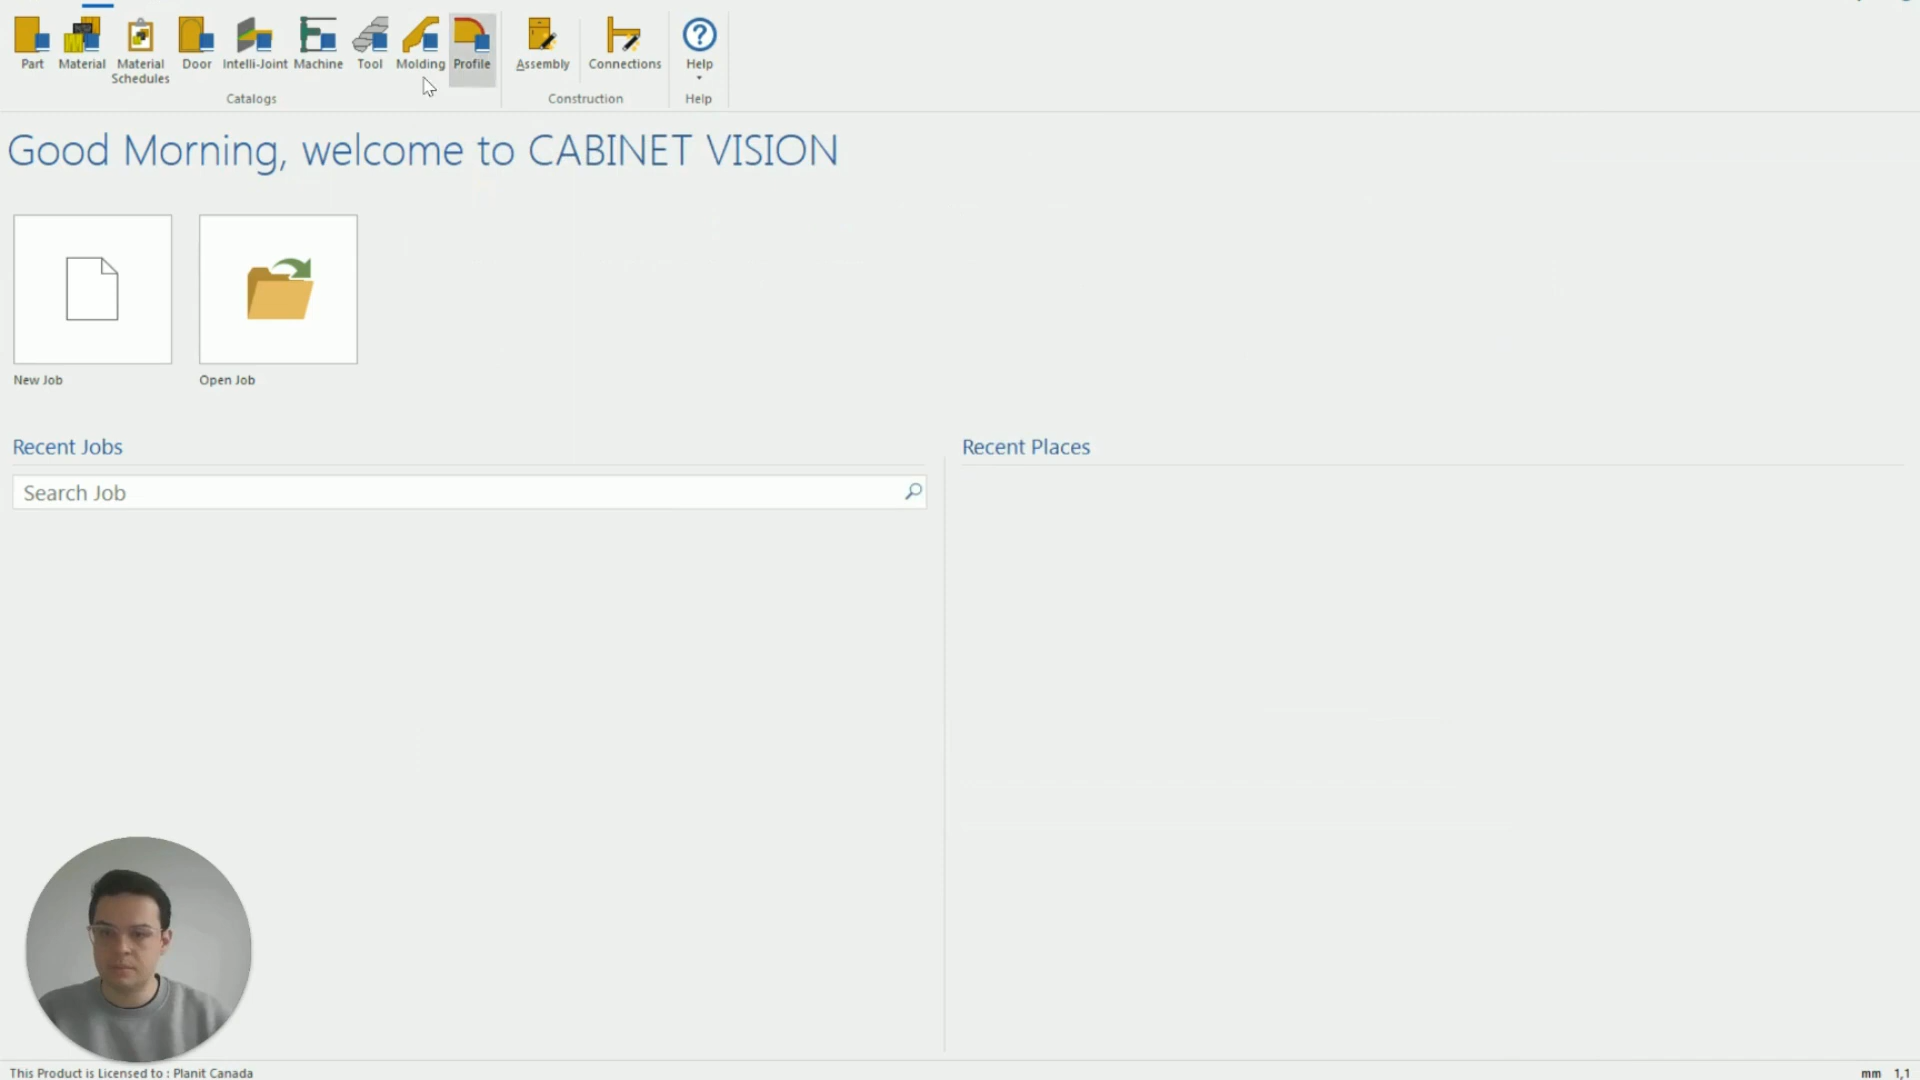 Part Material Material Schedules Door Intelli-Joint Machine Tool Molding Profile Assembly Connections Help
Catalogs Construction Help
Good Morning, welcome to CABINET VISION
New Job Open Job
Recent Jobs Recent Places
Search Job
This Product is Licensed to : Planit Canada mm 1,1